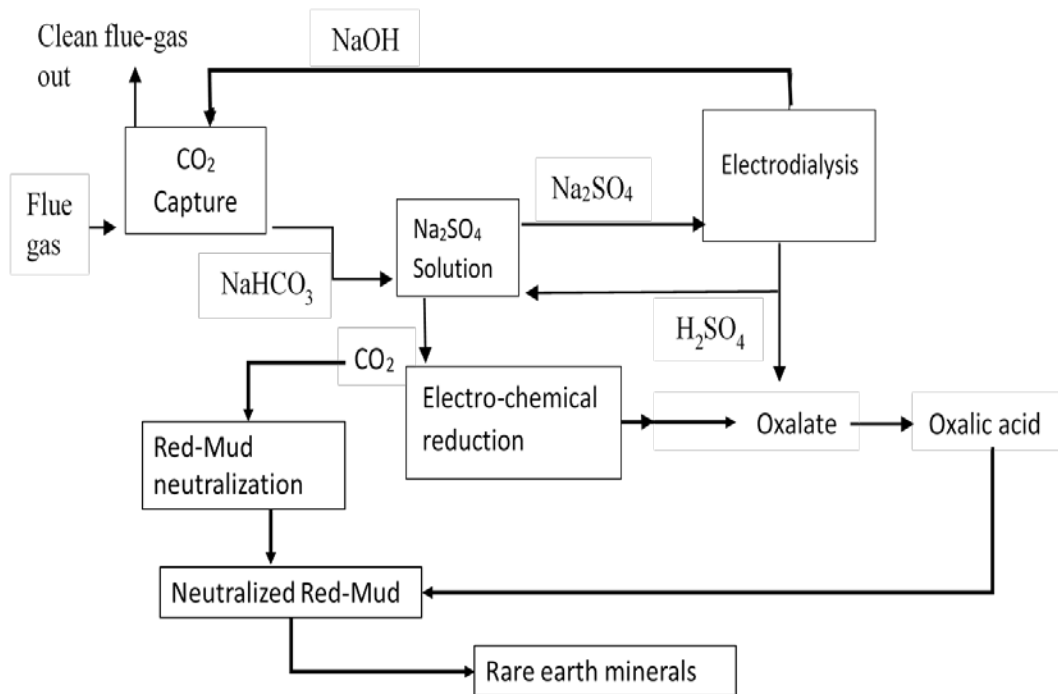 NaOH
Clean flue-gas
out
CO₂
Capture
Electrodialysis
Flue
gas
Na₂SO₄
Na₂SO₄
Solution
NaHCO₃
H₂SO₄
CO₂
Electro-chemical
reduction
Oxalate
Oxalic acid
Red-Mud
neutralization
Neutralized Red-Mud
Rare earth minerals